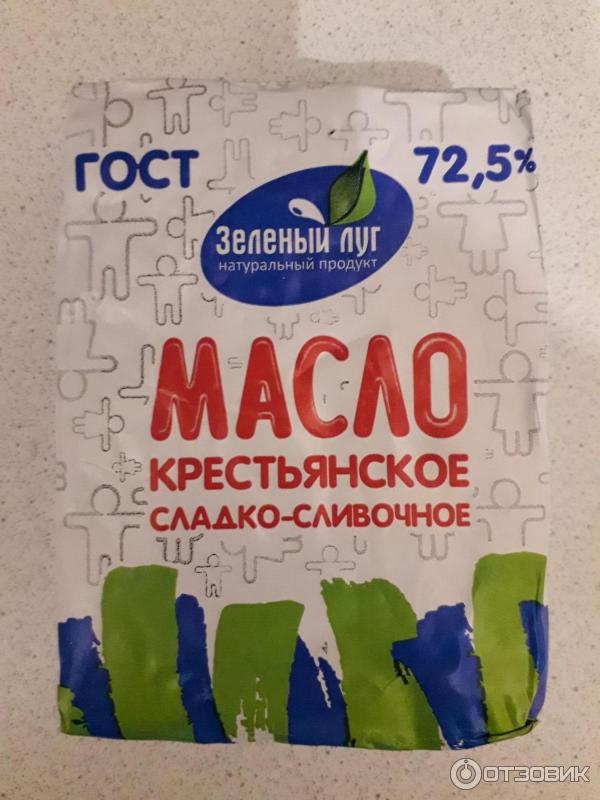 ГОСТ
72,5%
Зеленый луг
натуральный продукт
МАСЛО
КРЕСТЬЯНСКОЕ
СЛАДКО-СЛИВОЧНОЕ
ОТЗОВИК